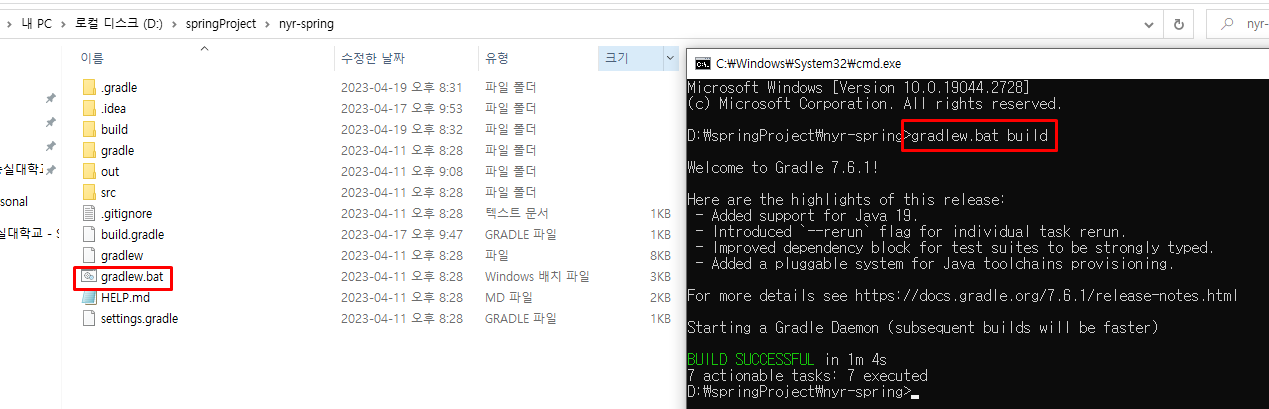 내 PC > 로컬 디스크 (D:) > springProject > nyr-spring
nyr-
이름 수정한 날짜 유형 크기
.gradle 2023-04-19 오후 8:31 파일 폴더
.idea 2023-04-17 오후 9:53 파일 폴더
build 2023-04-19 오후 8:32 파일 폴더
gradle 2023-04-11 오후 8:28 파일 폴더
out 2023-04-11 오후 9:08 파일 폴더
src 2023-04-11 오후 8:28 파일 폴더
.gitignore 2023-04-11 오후 8:28 텍스트 문서 1KB
build.gradle 2023-04-17 오후 9:47 GRADLE 파일 1KB
gradlew 2023-04-11 오후 8:28 파일 8KB
gradlew.bat 2023-04-11 오후 8:28 Windows 배치 파일 3KB
HELP.md 2023-04-11 오후 8:28 MD 파일 2KB
settings.gradle 2023-04-11 오후 8:28 GRADLE 파일 1KB
실대학교
sonal
실대학교 - S
C:\Windows\System32\cmd.exe
Microsoft Windows [Version 10.0.19044.2728]
(c) Microsoft Corporation. All rights reserved.
D:₩springProject₩nyr-spring>gradlew.bat build
Welcome to Gradle 7.6.1!
Here are the highlights of this release:
- Added support for Java 19.
- Introduced `--rerun` flag for individual task rerun.
- Improved dependency block for test suites to be strongly typed.
- Added a pluggable system for Java toolchains provisioning.
For more details see https://docs.gradle.org/7.6.1/release-notes.html
Starting a Gradle Daemon (subsequent builds will be faster)
BUILD SUCCESSFUL in 1m 4s
7 actionable tasks: 7 executed
D:₩springProject₩nyr-spring>